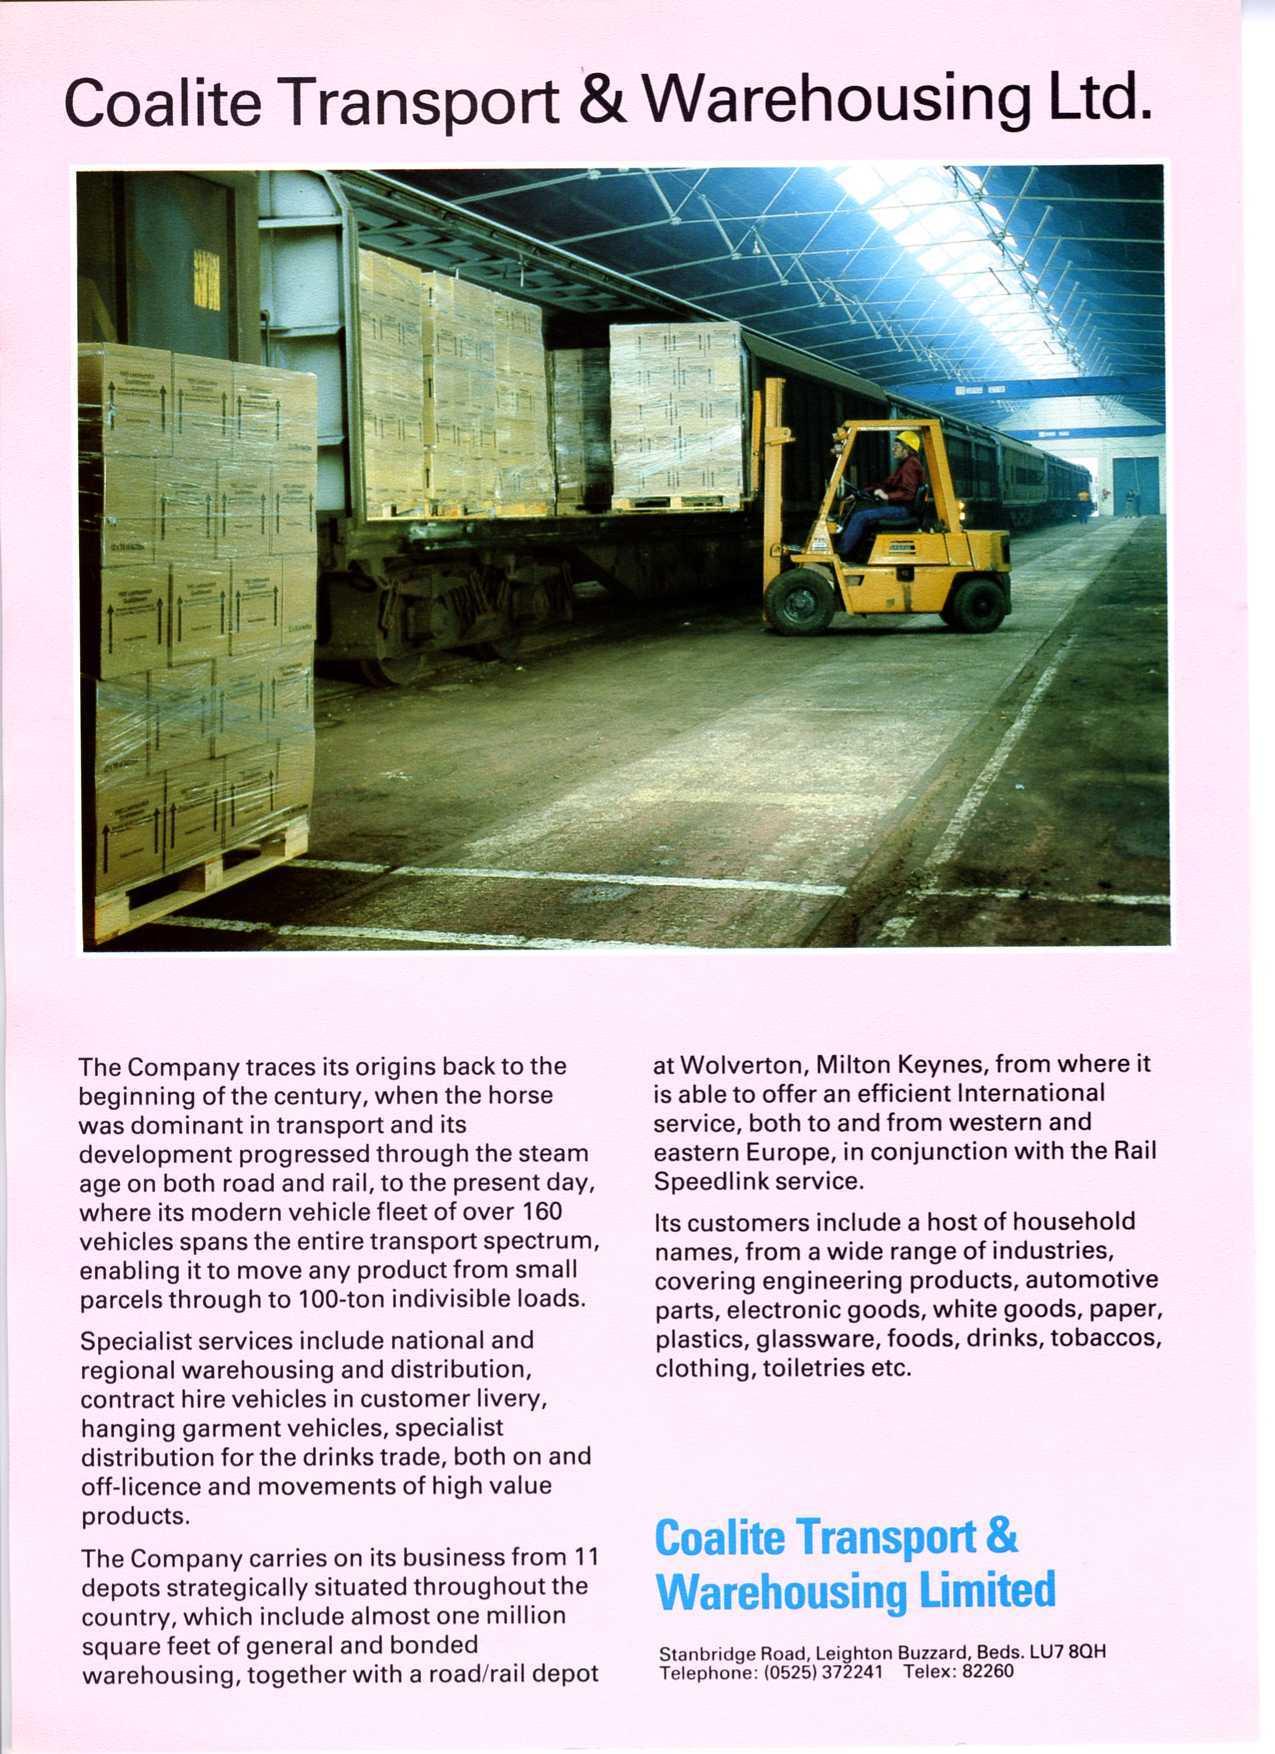 Coalite Transport & Warehousing Ltd.
The Company traces its origins back to the
beginning of the century, when the horse
was dominant in transport and its
development progressed through the steam
age on both road and rail, to the present day,
where its modern vehicle fleet of over 160
vehicles spans the entire transport spectrum,
enabling it to move any product from small
parcels through to 100-ton indivisible loads.
Specialist services include national and
regional warehousing and distribution,
contract hire vehicles in customer livery,
hanging garment vehicles, specialist
distribution for the drinks trade, both on and
off-licence and movements of high value
products.
The Company carries on its business from 11
depots strategically situated throughout the
country, which include almost one million
square feet of general and bonded
warehousing, together with a road/rail depot
at Wolverton, Milton Keynes, from where it
is able to offer an efficient International
service, both to and from western and
eastern Europe, in conjunction with the Rail
Speedlink service.
Its customers include a host of household
names, from a wide range of industries,
covering engineering products, automotive
parts, electronic goods, white goods, paper,
plastics, glassware, foods, drinks, tobaccos,
clothing, toiletries etc.
Coalite Transport &
Warehousing Limited
Stanbridge Road, Leighton Buzzard, Beds. LU7 8QH
Telephone: (0525) 372241 Telex: 82260